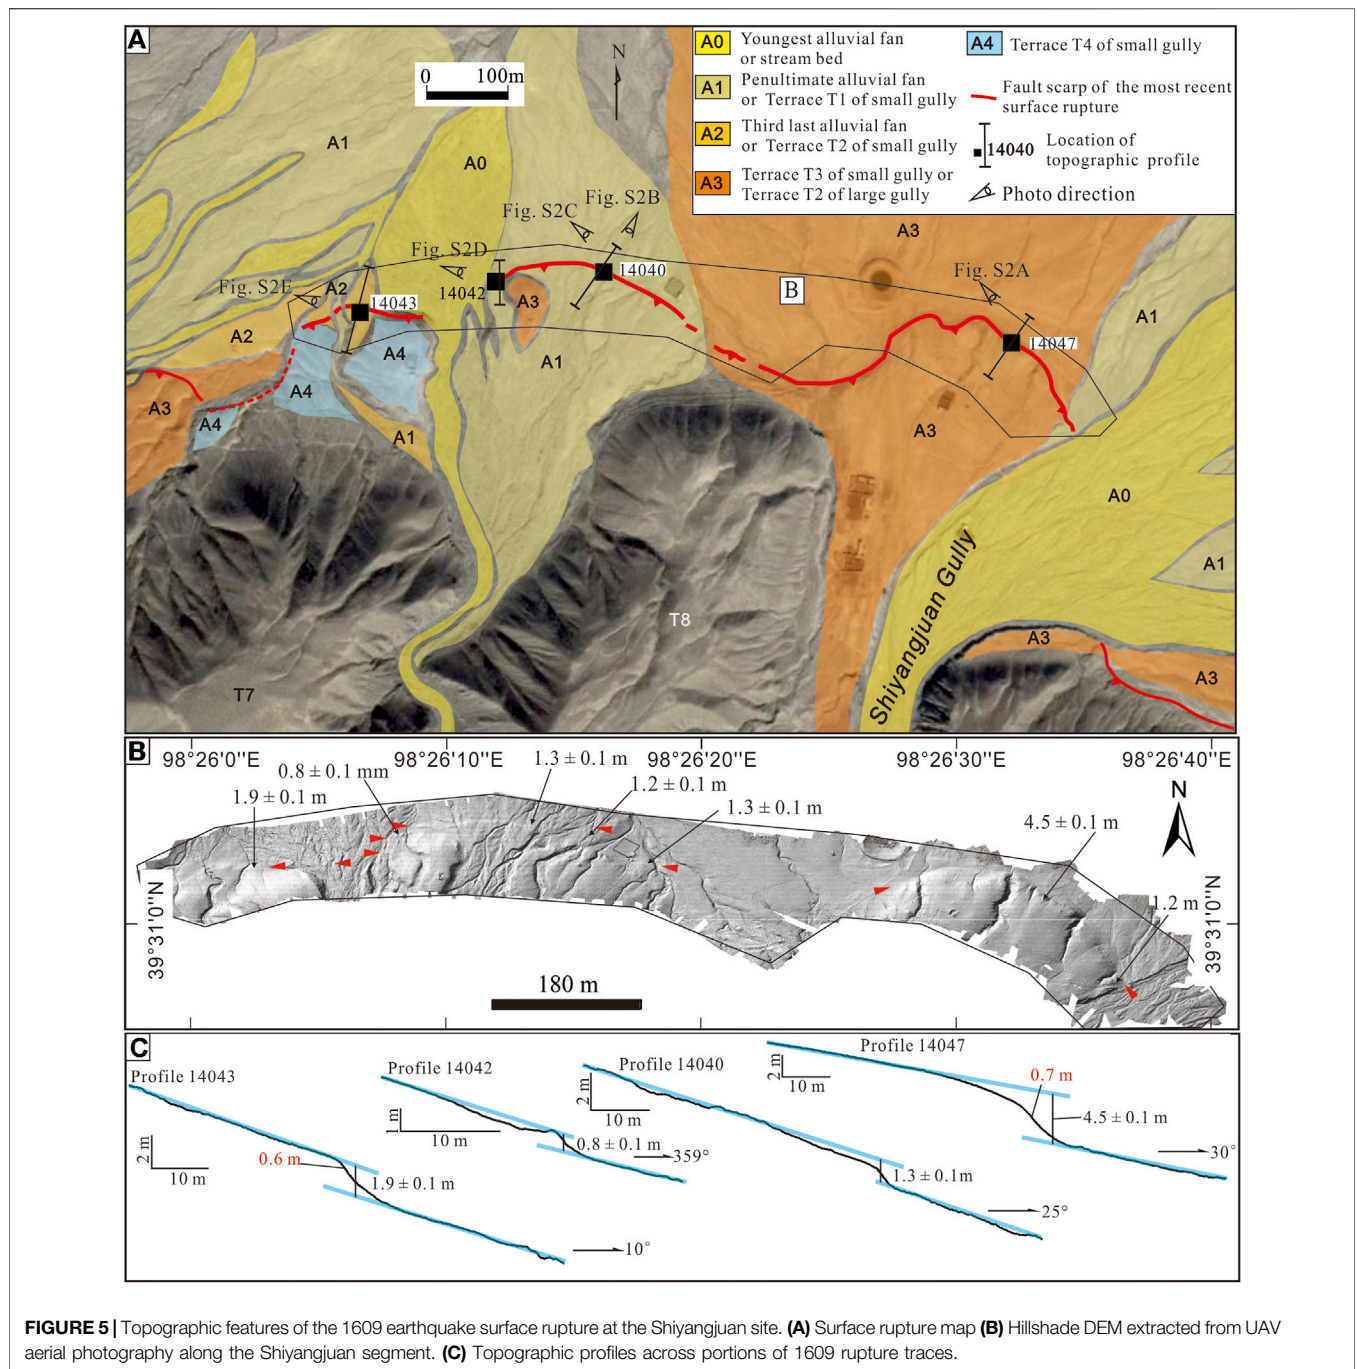 A
0 100m
N
A0 Youngest alluvial fan
or stream bed
A1 Penultimate alluvial fan
or Terrace T1 of small gully
A2 Third last alluvial fan
or Terrace T2 of small gully
A3 Terrace T3 of small gully or
Terrace T2 of large gully
A4 Terrace T4 of small gully
Fault scarp of the most recent
surface rupture
14040 Location of
topographic profile
Photo direction
A1
A0
Fig. S2B
Fig. S2C
Fig. S2D
Fig. S2E
Fig. S2A
A3
14040
14042
14043
14047
A2
A3
B
A1
A2
A4
A1
A4
A3
A4
A1
A3
A0
A1
T8
T7
Shiyangjuan Gully
A3
A3
B
98°26'0"E 98°26'10"E 98°26'20"E 98°26'30"E 98°26'40"E
1.9 ± 0.1 m
0.8 ± 0.1 mm
1.3 ± 0.1 m
1.2 ± 0.1 m
1.3 ± 0.1 m
4.5 ± 0.1 m
1.2 m
N
39°31'0"N
39°31'0"N
180 m
C
Profile 14043
2 m
10 m
0.6 m
1.9 ± 0.1 m
10°
Profile 14042
1 m
10 m
0.8 ± 0.1 m
359°
Profile 14040
2 m
10 m
1.3 ± 0.1m
25°
Profile 14047
2 m
10 m
0.7 m
4.5 ± 0.1 m
30°
FIGURE 5 | Topographic features of the 1609 earthquake surface rupture at the Shiyangjuan site. (A) Surface rupture map (B) Hillshade DEM extracted from UAV
aerial photography along the Shiyangjuan segment. (C) Topographic profiles across portions of 1609 rupture traces.